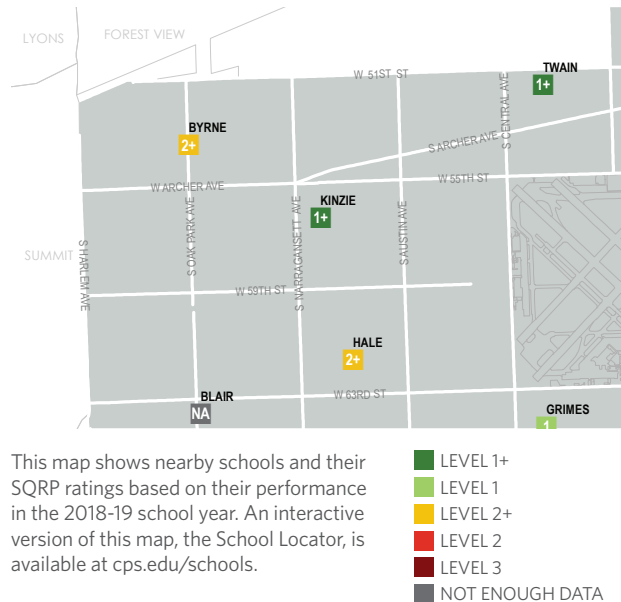 LYONS
FOREST VIEW
TWAIN
W 51ST ST
1+
S CENTRAL AVE
BYRNE
2+
S ARCHER AVE
W ARCHER AVE
W 55TH ST
KINZIE
1+
S OAK PARK AVE
S NARRAGANSETT AVE
S AUSTIN AVE
SUMMIT
S HARLEM AVE
W 59TH ST
HALE
2+
BLAIR
NA
W 63RD ST
GRIMES
1
This map shows nearby schools and their
SQRP ratings based on their performance
in the 2018-19 school year. An interactive
version of this map, the School Locator, is
available at cps.edu/schools.
LEVEL 1+
LEVEL 1
LEVEL 2+
LEVEL 2
LEVEL 3
NOT ENOUGH DATA